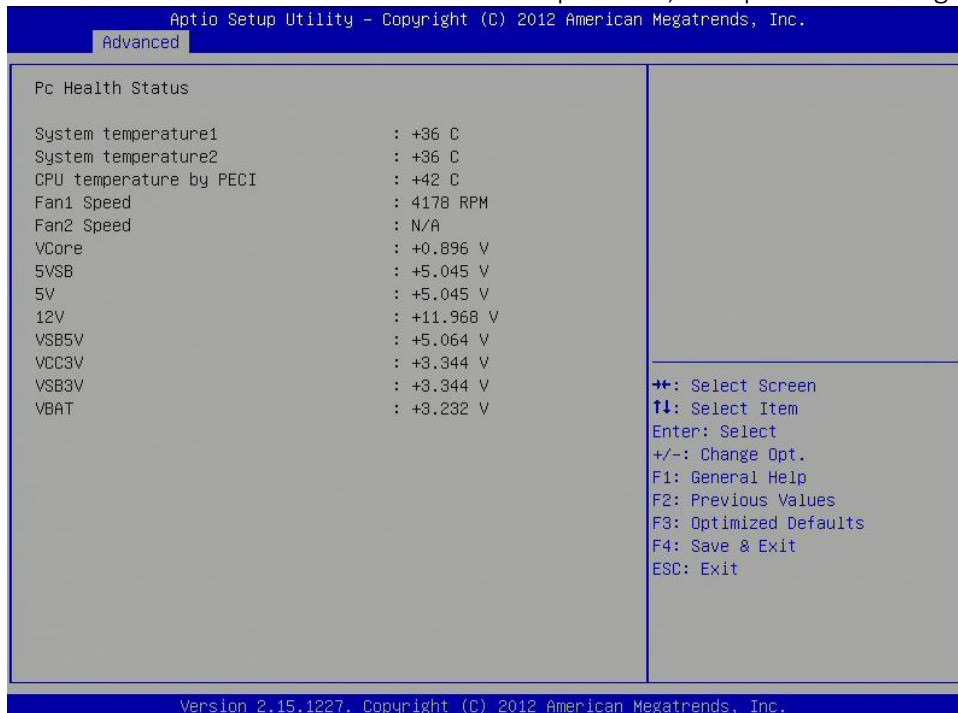 Aptio Setup Utility – Copyright (C) 2012 American Megatrends, Inc.
Advanced
Pc Health Status
System temperature1 : +36 C
System temperature2 : +36 C
CPU temperature by PECI : +42 C
Fan1 Speed : 4178 RPM
Fan2 Speed : N/A
VCore : +0.896 V
5VSB : +5.045 V
5V : +5.045 V
12V : +11.968 V
VSB5V : +5.064 V
VCC3V : +3.344 V
VSB3V : +3.344 V
VBAT : +3.232 V
→←: Select Screen
↑↓: Select Item
Enter: Select
+/-: Change Opt.
F1: General Help
F2: Previous Values
F3: Optimized Defaults
F4: Save & Exit
ESC: Exit
Version 2.15.1227. Copyright (C) 2012 American Megatrends, Inc.